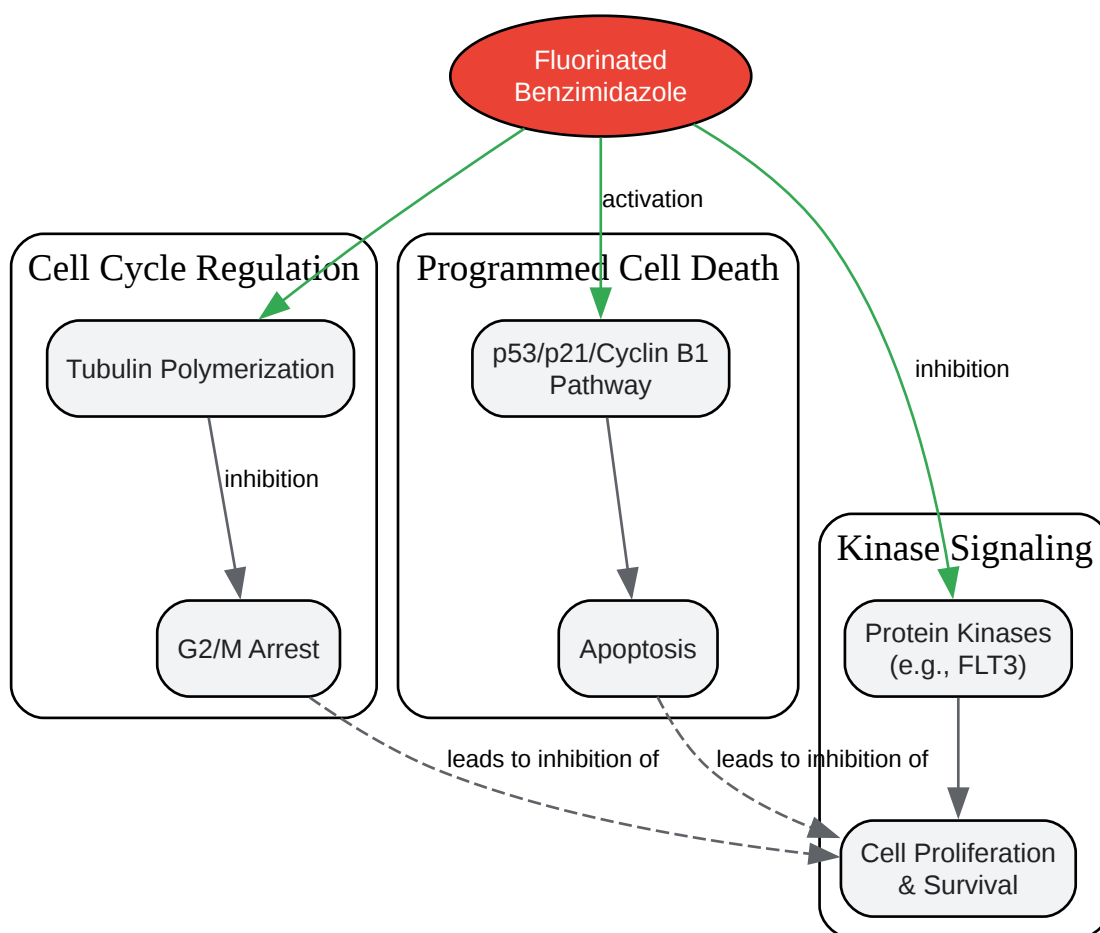 Fluorinated
Benzimidazole
activation
Cell Cycle Regulation
Programmed Cell Death
Tubulin Polymerization
p53/p21/Cyclin B1
Pathway
inhibition
inhibition
Kinase Signaling
G2/M Arrest
Apoptosis
Protein Kinases
(e.g., FLT3)
leads to inhibition of
leads to inhibition of
Cell Proliferation
& Survival